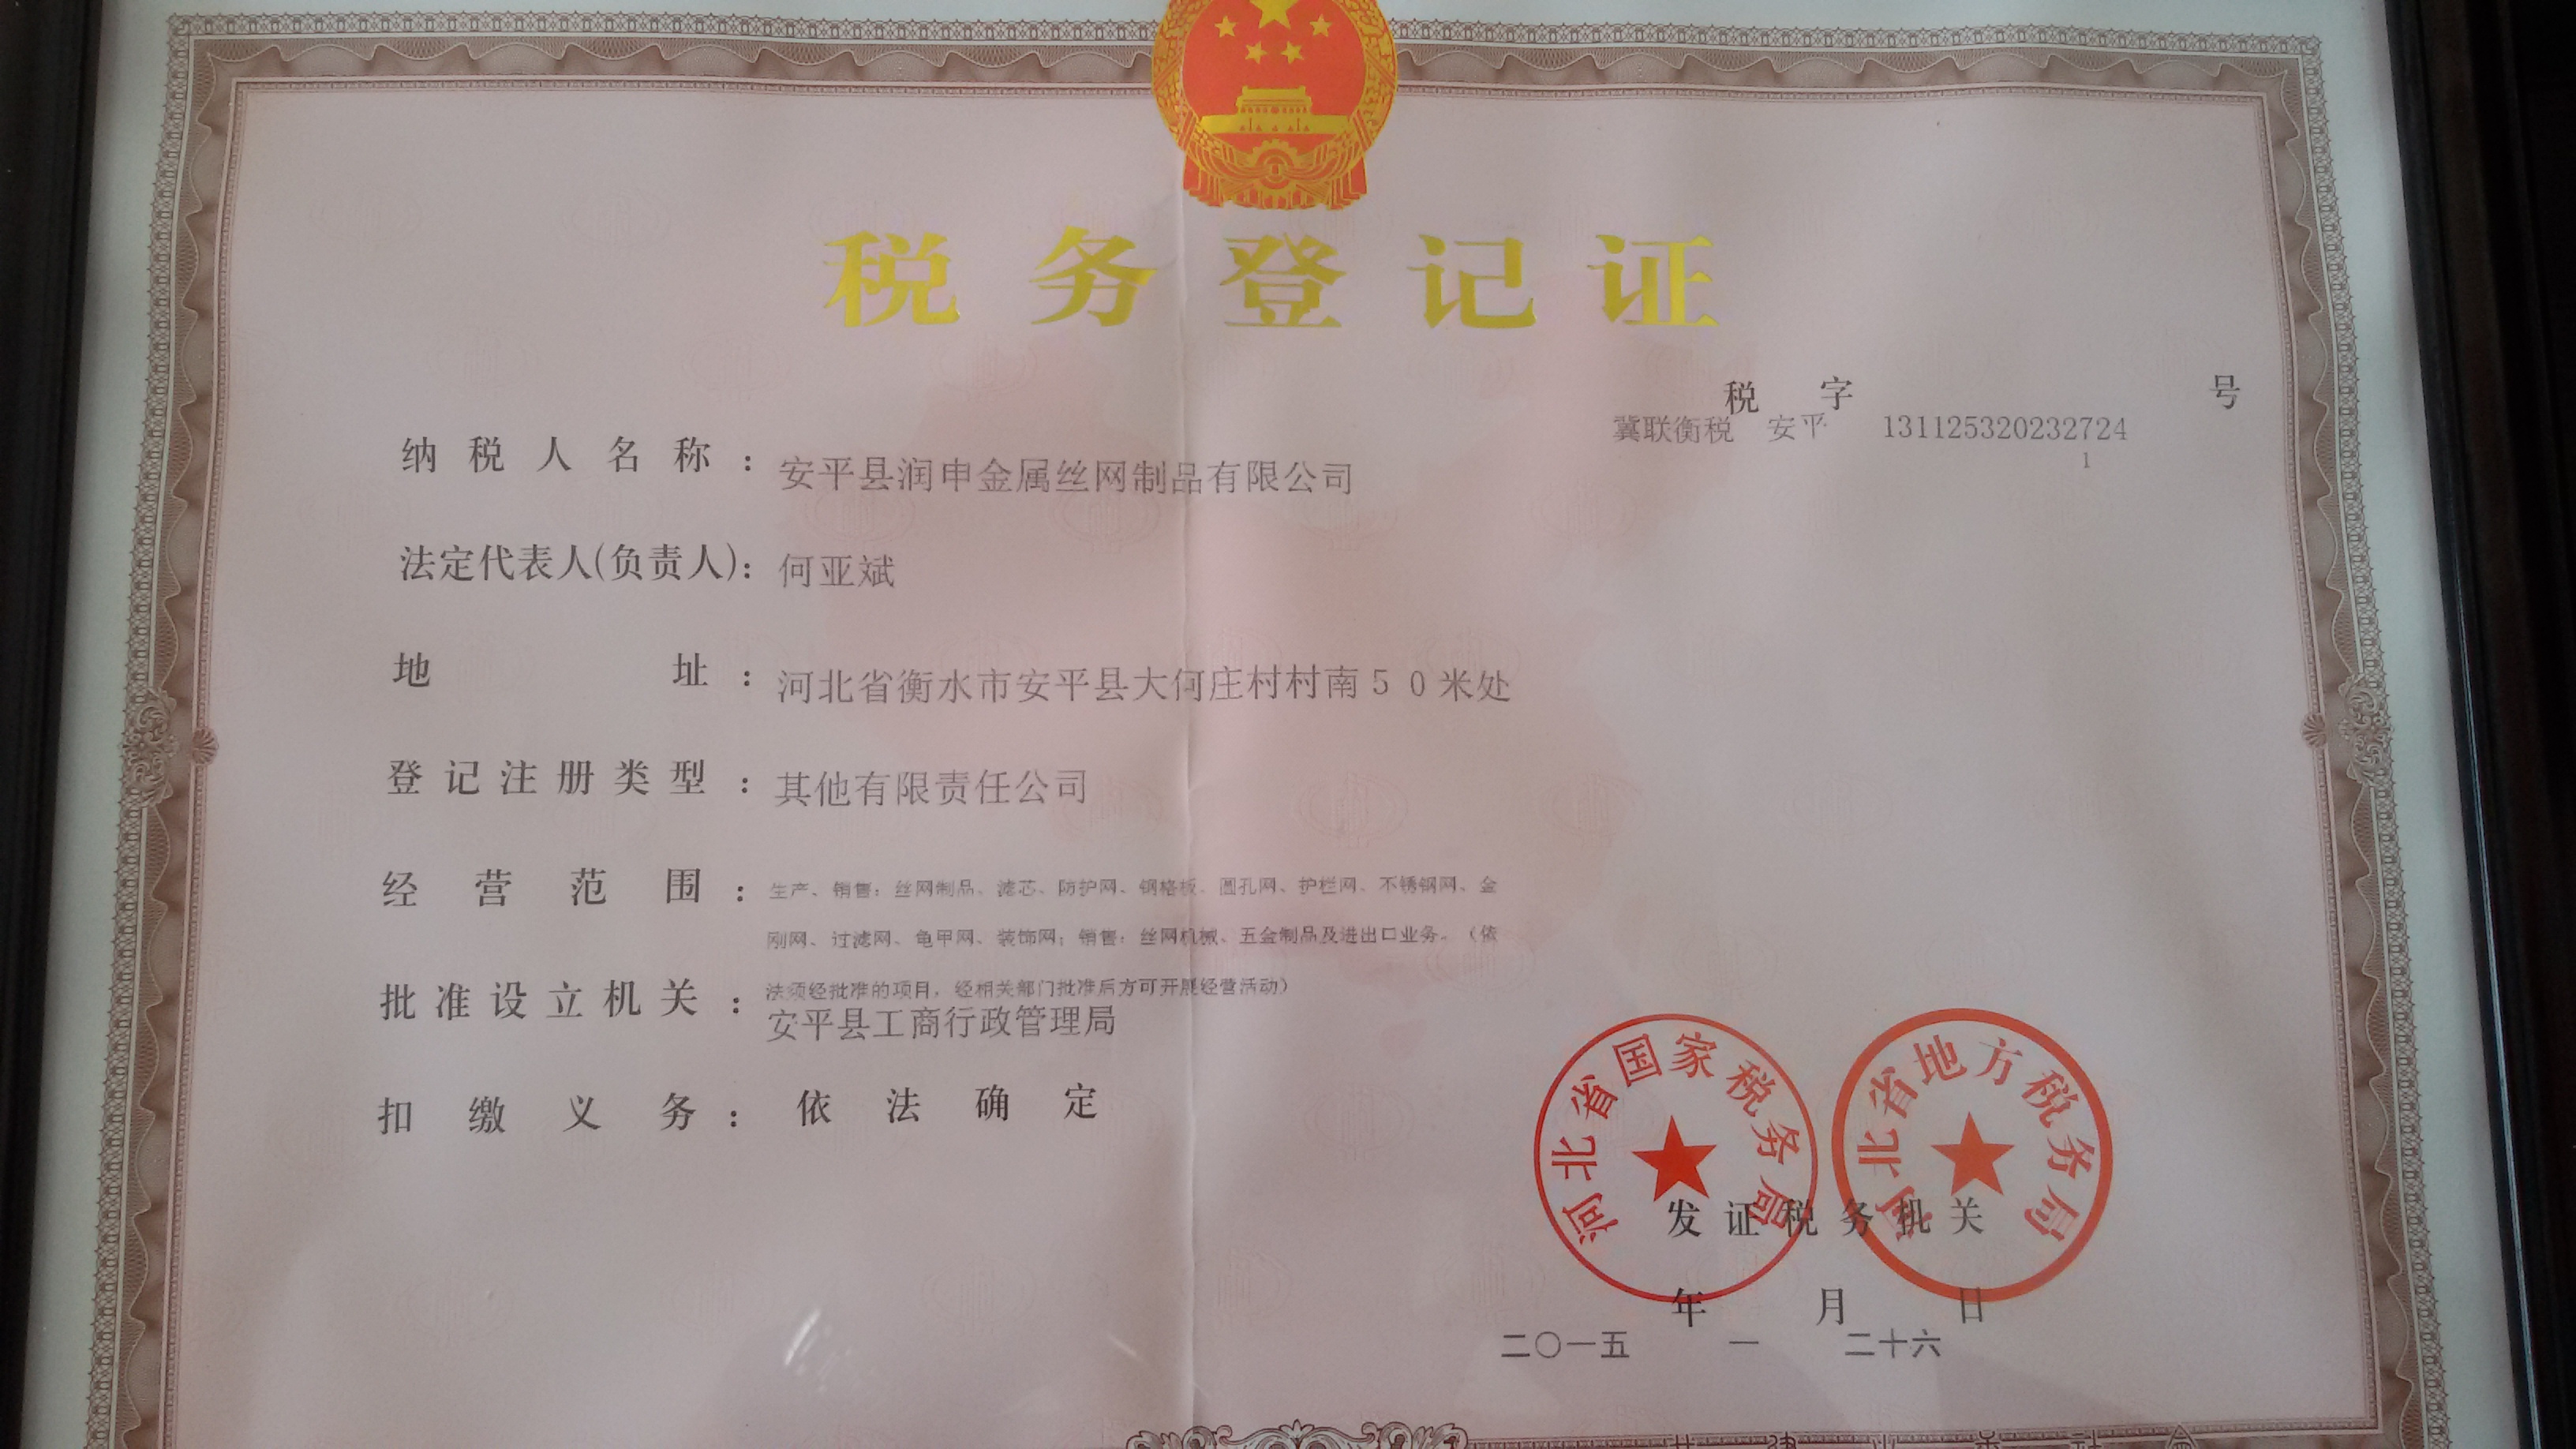 税务登记证
税 字 号
冀联衡税 安平 131125320232724
1
纳税人名称：安平县润申金属丝网制品有限公司
法定代表人(负责人)：何亚斌
地址：河北省衡水市安平县大何庄村村南50米处
登记注册类型：其他有限责任公司
经营范围：生产、销售：丝网制品、滤芯、防护网、钢格板、圆孔网、护栏网、不锈钢网、金
刚网、过滤网、龟甲网、装饰网；销售：丝网机械、五金制品及进出口业务。（依
法须经批准的项目，经相关部门批准后方可开展经营活动）
批准设立机关：安平县工商行政管理局
扣缴义务：依法确定
河北省国家税务局
河北省地方税务局
发证税务机关
年 月 日
二〇一五 一 二十六